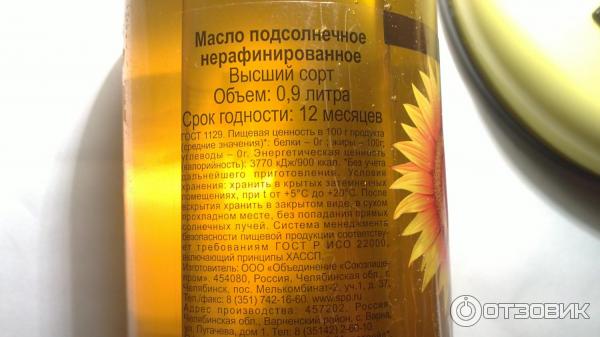 Масло подсолнечное
нерафинированное
Высший сорт
Объем: 0,9 литра
Срок годности: 12 месяцев
ГОСТ 1129. Пищевая ценность в 100 г продукта
(средние значения)*: белки – 0г ; жиры – 100г;
углеводы – 0г. Энергетическая ценность
(калорийность): 3770 кДж/900 ккал. *Без учета
дальнейшего приготовления. Условия
хранения: хранить в крытых затемненных
помещениях, при t от +5°С до +20°С. После
вскрытия хранить в закрытом виде, в сухом
прохладном месте, без попадания прямых
солнечных лучей. Система менеджмента
безопасности пищевой продукции соответству-
ет требованиям ГОСТ Р ИСО 22000,
включающий принципы ХАССП.
Изготовитель: ООО «Объединение «Союзпище-
пром». 454080, Россия, Челябинская обл., г.
Челябинск, пос. Мелькомбинат-2, уч.1, д.37,
Тел./факс: 8 (351) 742-16-60. www.spp.ru
Адрес производства: 457202, Россия,
Челябинская обл., Варненский район, с. Варна,
ул. Пугачева, дом 1. Тел: 8 (35142) 2-60-10
ОТЗОВИК